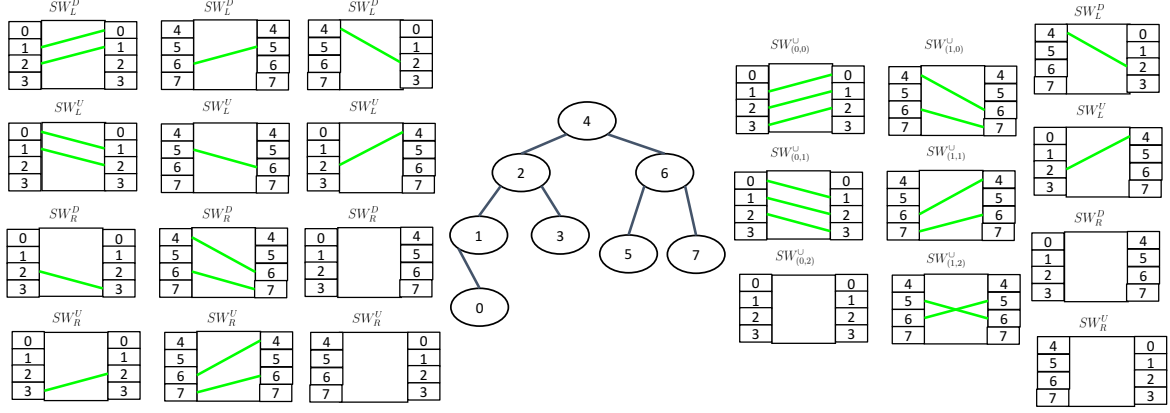 SW_L^D SW_L^D SW_L^D
0 0 4 4 4 0
1 1 5 5 5 1
2 2 6 6 6 2
3 3 7 7 7 3
SW_L^U SW_L^U SW_L^U
0 0 4 4 0 4
1 1 5 5 1 5
2 2 6 6 2 6
3 3 7 7 3 7
SW_R^D SW_R^D
0 0 4 4 0 4
1 1 5 5 1 5
2 2 6 6 2 6
3 3 7 7 3 7
SW_R^U SW_R^U SW_R^U
0 0 4 4 4 0
1 1 5 5 5 1
2 2 6 6 6 2
3 3 7 7 7 3
4
2 6
1 3 5 7
0
SW^∪_(0,0) SW^∪_(1,0)
0 0 4 4
1 1 5 5
2 2 6 6
3 3 7 7
SW^∪_(0,1) SW^∪_(1,1)
0 0 4 4
1 1 5 5
2 2 6 6
3 3 7 7
SW^∪_(0,2) SW^∪_(1,2)
0 0 4 4
1 1 5 5
2 2 6 6
3 3 7 7
SW_L^D
4 0
5 1
6 2
7 3
SW_L^U
0 4
1 5
2 6
3 7
SW_R^D
0 4
1 5
2 6
3 7
SW_R^U
4 0
5 1
6 2
7 3